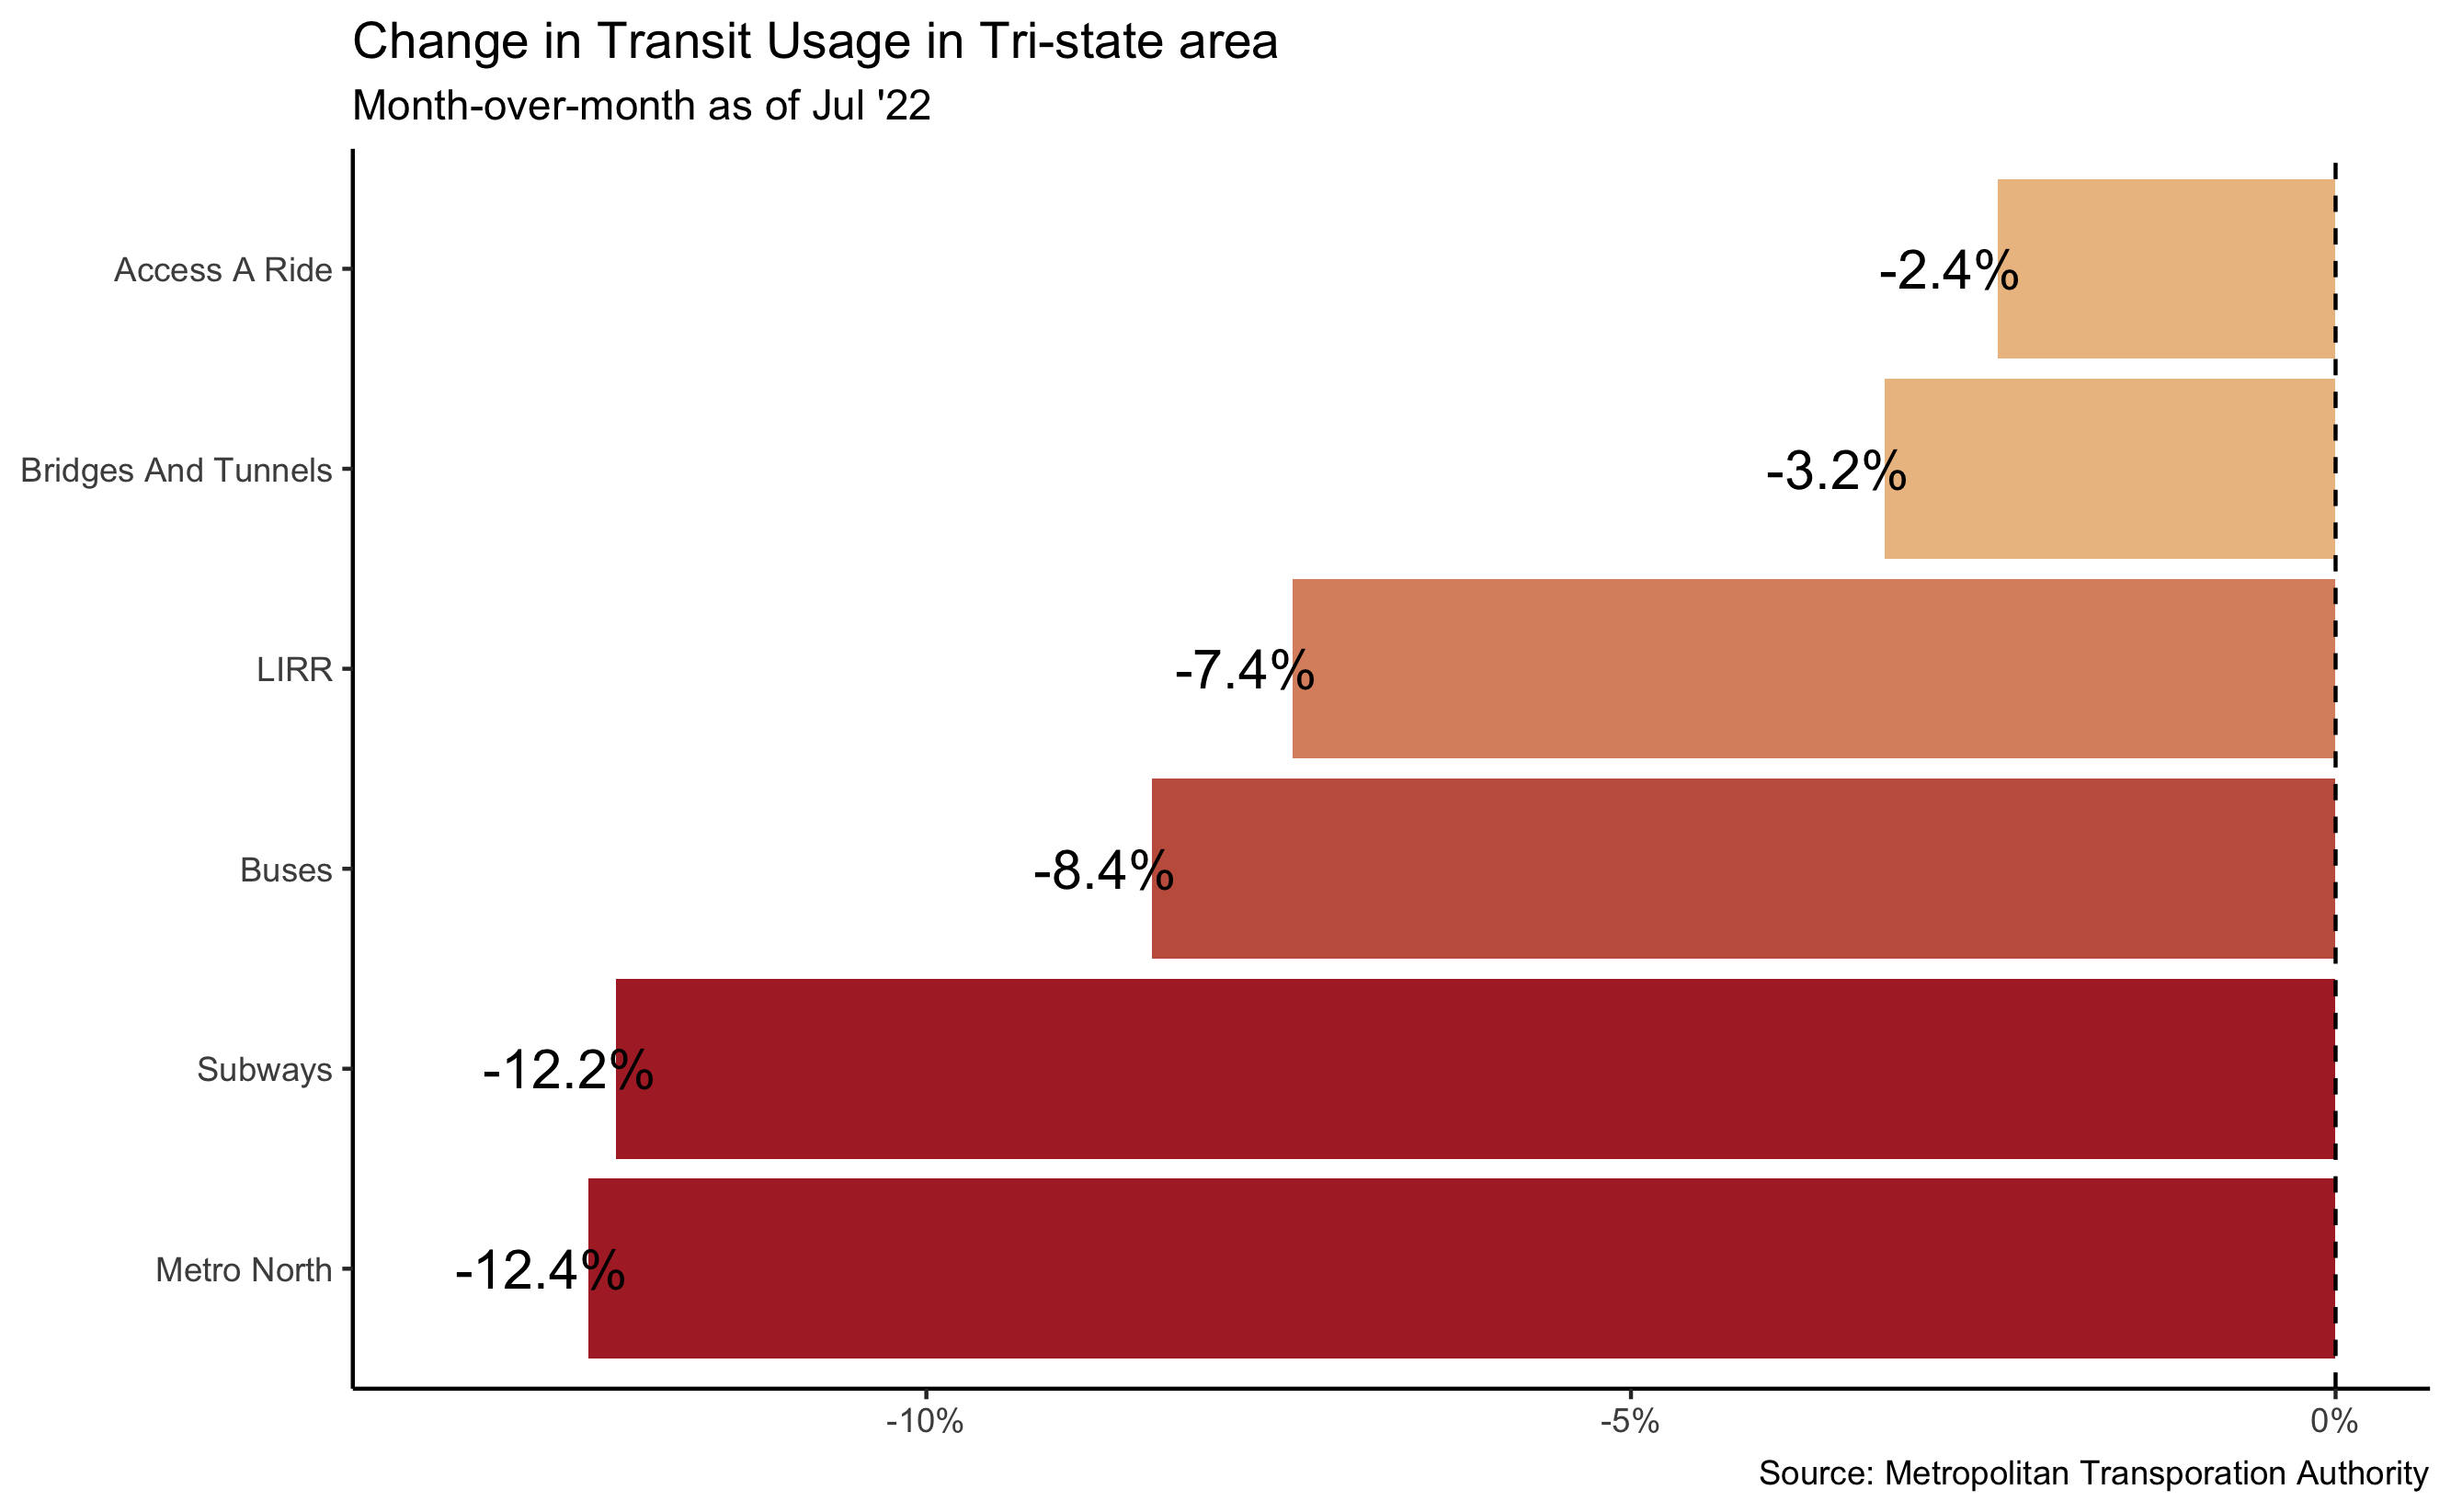 Change in Transit Usage in Tri-state area
Month-over-month as of Jul '22
Access A Ride
-2.4%
Bridges And Tunnels
-3.2%
LIRR
-7.4%
Buses
-8.4%
Subways
-12.2%
Metro North
-12.4%
-10%
-5%
0%
Source: Metropolitan Transporation Authority